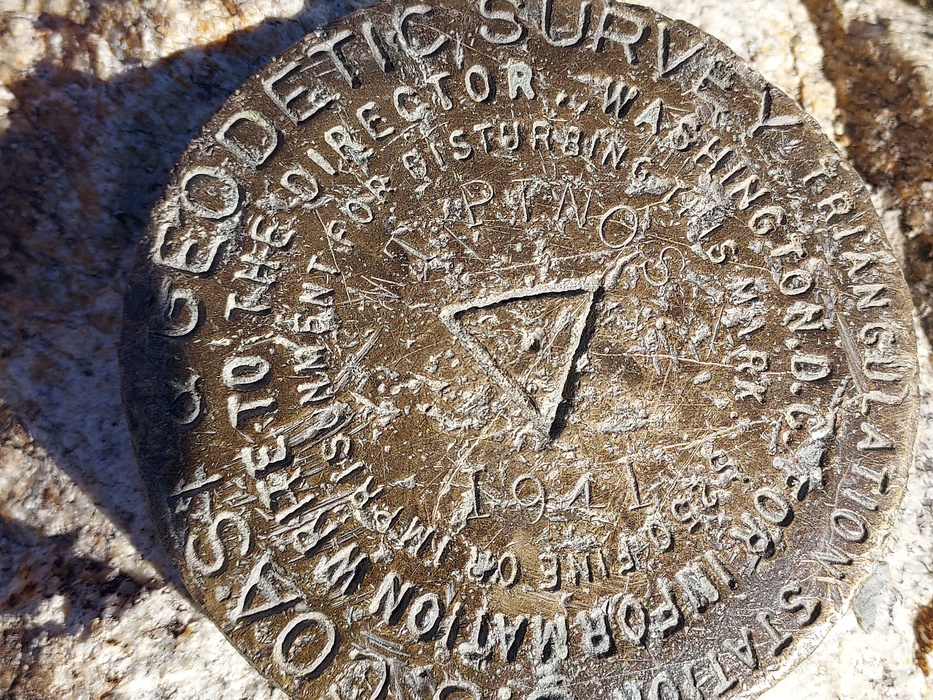 COAST & GEODETIC SURVEY
TRIANGULATION STATION
FOR INFORMATION WRITE TO THE DIRECTOR, WASHINGTON, D.C.
$250 FINE OR IMPRISONMENT FOR DISTURBING THIS MARK
PINOS
1941